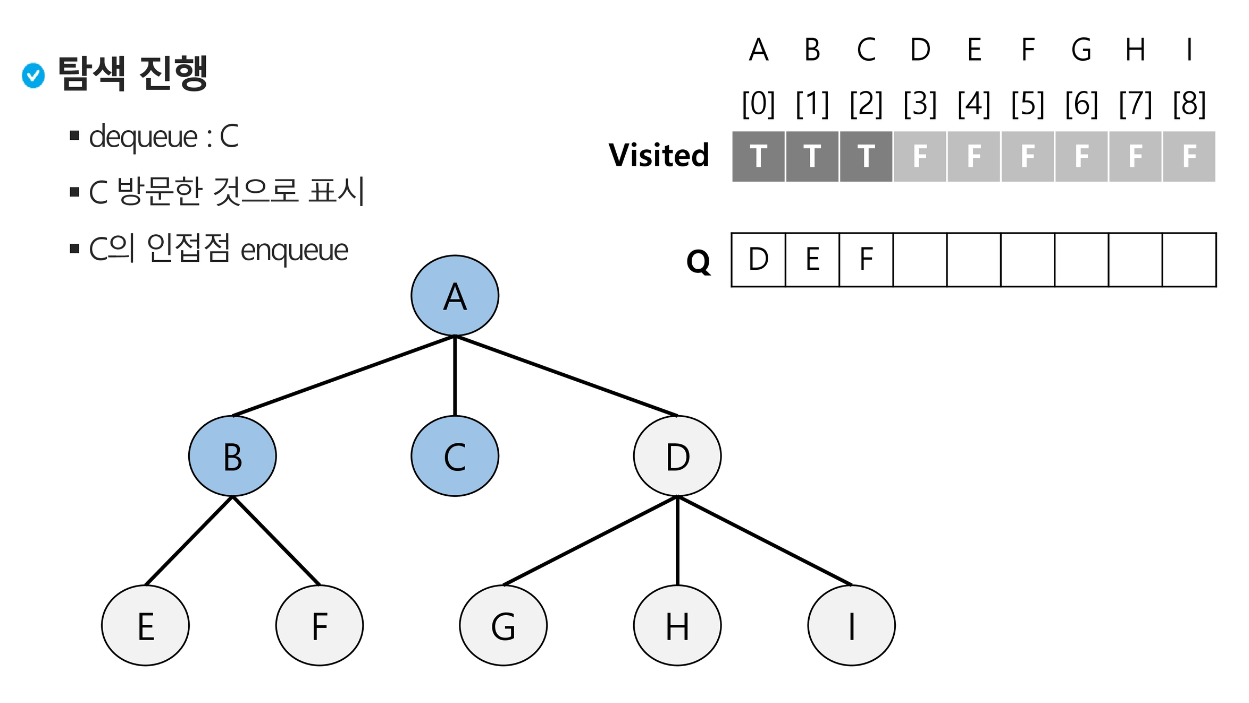 탐색 진행
dequeue : C
C 방문한 것으로 표시
C의 인접점 enqueue
A B C D E F G H I
[0] [1] [2] [3] [4] [5] [6] [7] [8]
Visited T T T F F F F F F
Q D E F
A
B C D
E F G H I